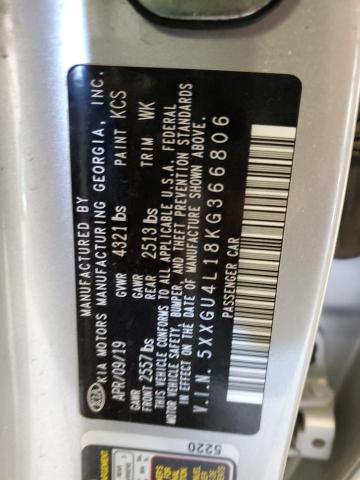 MANUFACTURED BY
KIA MOTORS MANUFACTURING GEORGIA, INC.
KIA
APR/09/19 GVWR 4321 lbs PAINT KCS
GAWR FRONT 2557 lbs GAWR REAR 2513 lbs TRIM WK
THIS VEHICLE CONFORMS TO ALL APPLICABLE U.S.A. FEDERAL
MOTOR VEHICLE SAFETY, BUMPER, AND THEFT PREVENTION STANDARDS
IN EFFECT ON THE DATE OF MANUFACTURE SHOWN ABOVE.
V.I.N. 5XXGU4L18KG366806
PASSENGER CAR
5220